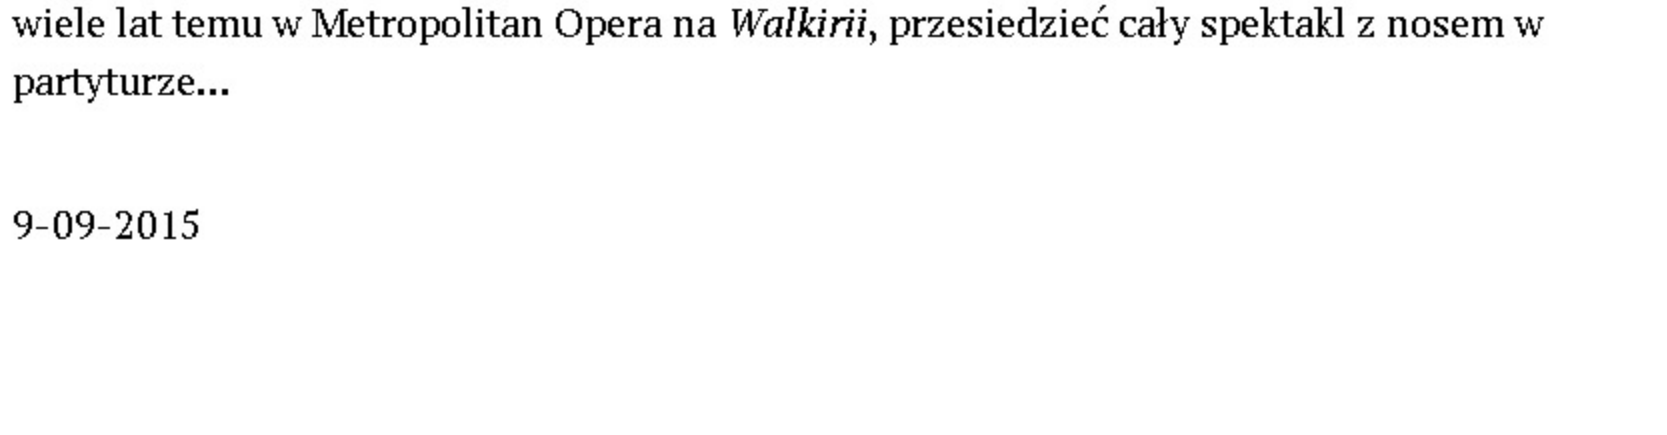 wiele lat temu w Metropolitan Opera na Walkirii, przesiedzieć cały spektakl z nosem w
partyturze...
9-09-2015